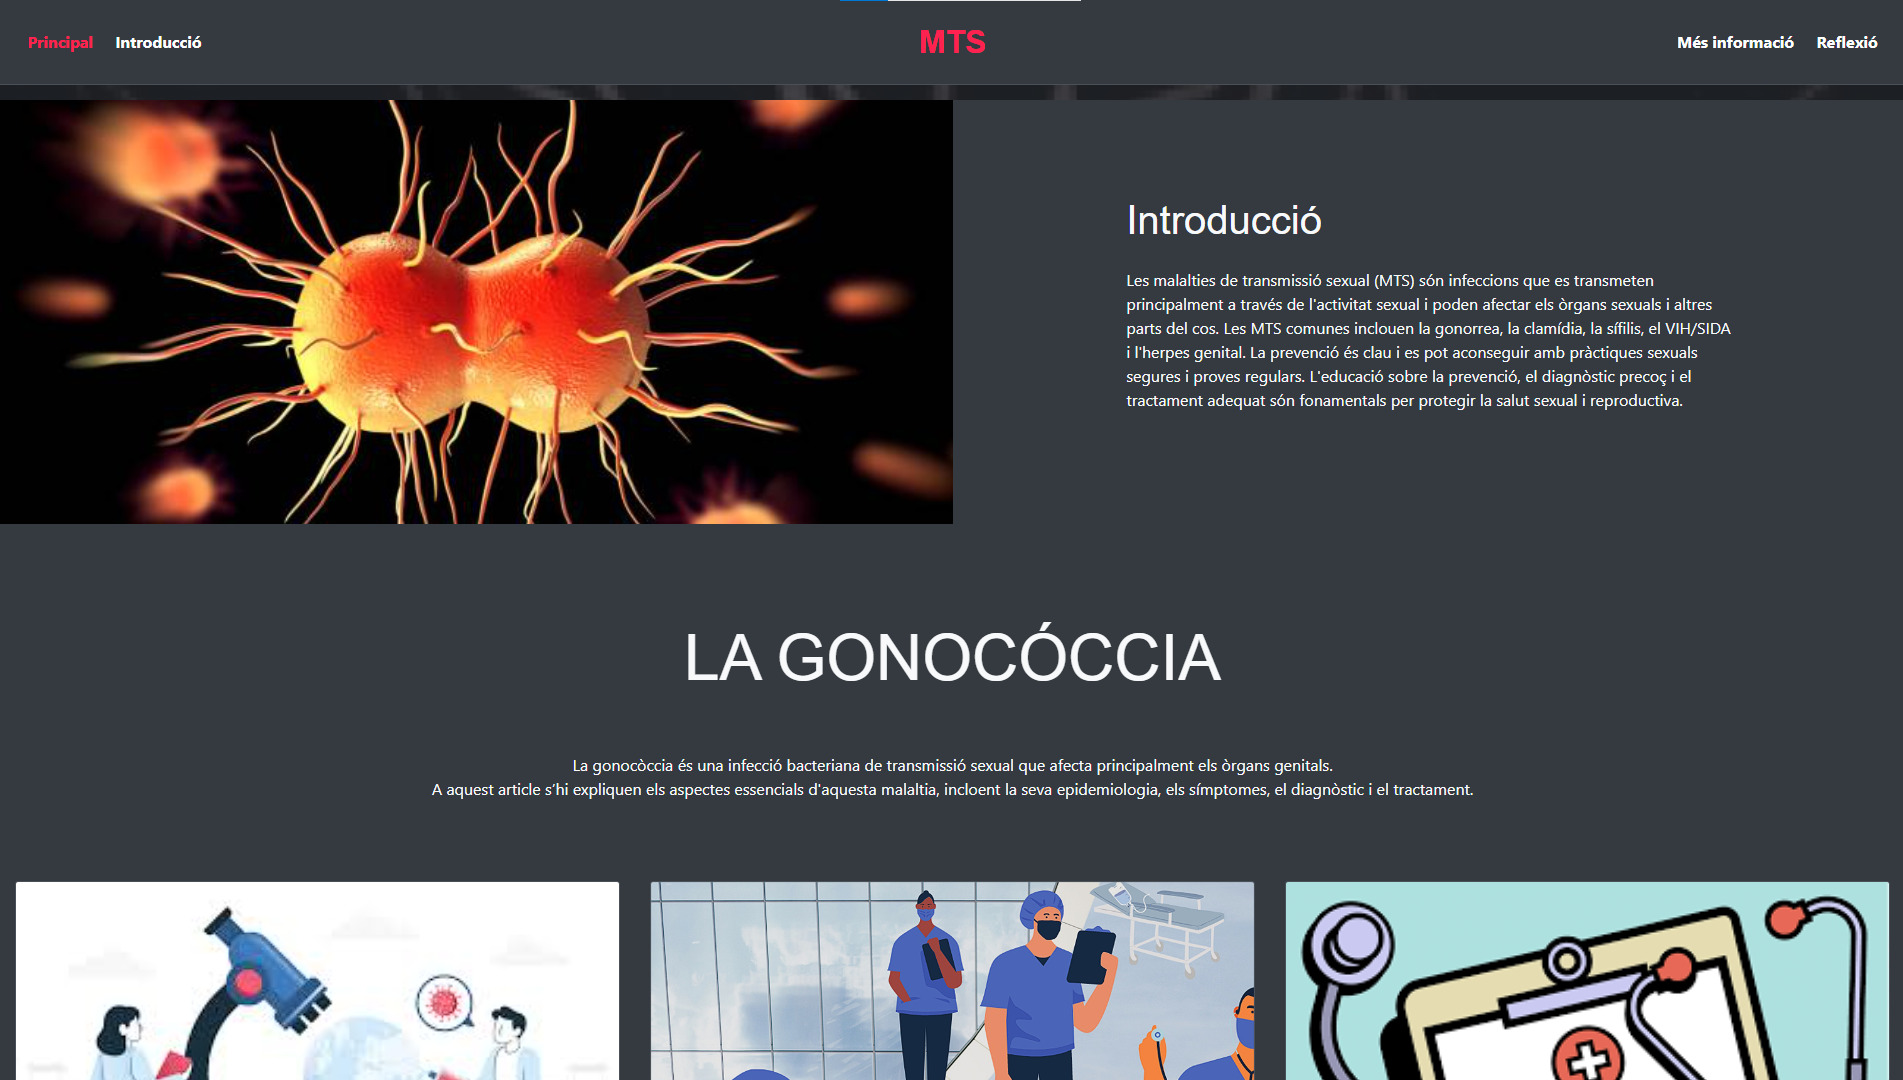 Principal Introducció MTS Més informació Reflexió
Introducció
Les malalties de transmissió sexual (MTS) són infeccions que es transmeten
principalment a través de l'activitat sexual i poden afectar els òrgans sexuals i altres
parts del cos. Les MTS comunes inclouen la gonorrea, la clamídia, la sífilis, el VIH/SIDA
i l'herpes genital. La prevenció és clau i es pot aconseguir amb pràctiques sexuals
segures i proves regulars. L'educació sobre la prevenció, el diagnòstic precoç i el
tractament adequat són fonamentals per protegir la salut sexual i reproductiva.
LA GONOCÓCCIA
La gonocòccia és una infecció bacteriana de transmissió sexual que afecta principalment els òrgans genitals.
A aquest article s'hi expliquen els aspectes essencials d'aquesta malaltia, incloent la seva epidemiologia, els símptomes, el diagnòstic i el tractament.